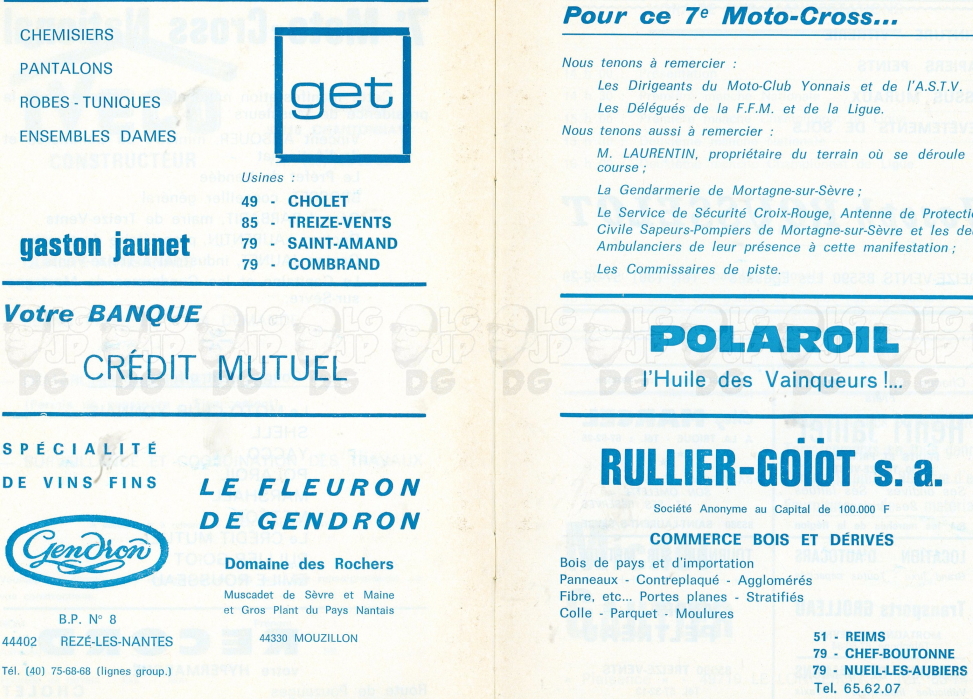 CHEMISIERS
PANTALONS
ROBES - TUNIQUES
ENSEMBLES DAMES
get
Usines :
49 - CHOLET
85 - TREIZE-VENTS
79 - SAINT-AMAND
79 - COMBRAND
gaston jaunet
Votre BANQUE
CRÉDIT MUTUEL
SPÉCIALITÉ
DE VINS FINS
Gendron
B.P. N° 8
44402 REZÉ-LES-NANTES
Tél. (40) 75-68-68 (lignes group.)
LE FLEURON
DE GENDRON
Domaine des Rochers
Muscadet de Sèvre et Maine
et Gros Plant du Pays Nantais
44330 MOUZILLON
Pour ce 7e Moto-Cross...
Nous tenons à remercier :
Les Dirigeants du Moto-Club Yonnais et de l'A.S.T.V.
Les Délégués de la F.F.M. et de la Ligue.
Nous tenons aussi à remercier :
M. LAURENTIN, propriétaire du terrain où se déroule
course ;
La Gendarmerie de Mortagne-sur-Sèvre ;
Le Service de Sécurité Croix-Rouge, Antenne de Protecti
Civile Sapeurs-Pompiers de Mortagne-sur-Sèvre et les de
Ambulanciers de leur présence à cette manifestation ;
Les Commissaires de piste.
POLAROIL
l'Huile des Vainqueurs !...
RULLIER-GOÏOT s. a.
Société Anonyme au Capital de 100.000 F
COMMERCE BOIS ET DÉRIVÉS
Bois de pays et d'importation
Panneaux - Contreplaqué - Agglomérés
Fibre, etc... Portes planes - Stratifiés
Colle - Parquet - Moulures
51 - REIMS
79 - CHEF-BOUTONNE
79 - NUEIL-LES-AUBIERS
Tel. 65.62.07